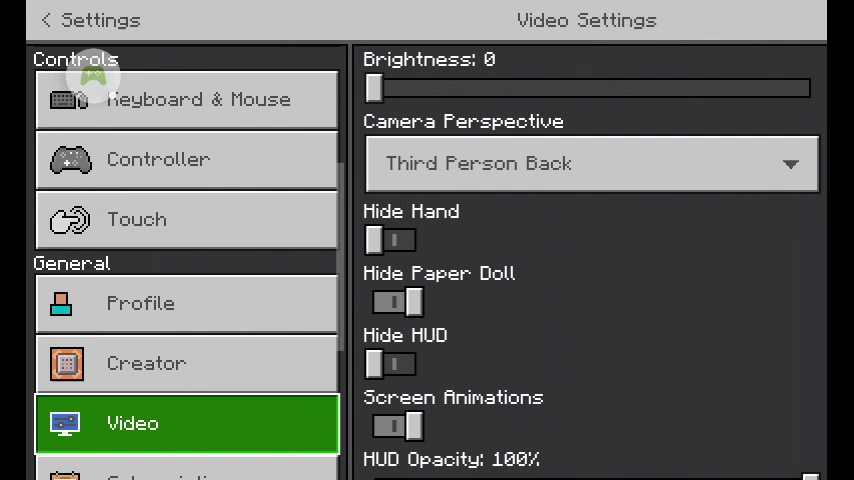 Settings
Video Settings
Controls
Keyboard & Mouse
Controller
Touch
General
Profile
Creator
Video
Brightness: 0
Camera Perspective
Third Person Back
Hide Hand
Hide Paper Doll
Hide HUD
Screen Animations
HUD Opacity: 100%